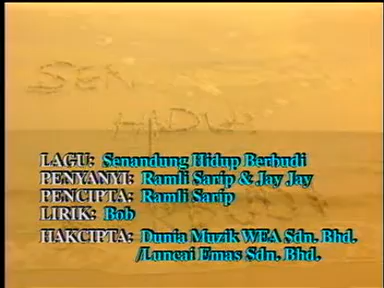 SEN
HIDUP
LAGU: Senandung Hidup Berbudi
PENYANYI: Ramli Sarip & Jay Jay
PENCIPTA: Ramli Sarip
LIRIK: Bob
HAKCIPTA: Dunia Muzik WEA Sdn. Bhd.
/Luncai Emas Sdn. Bhd.